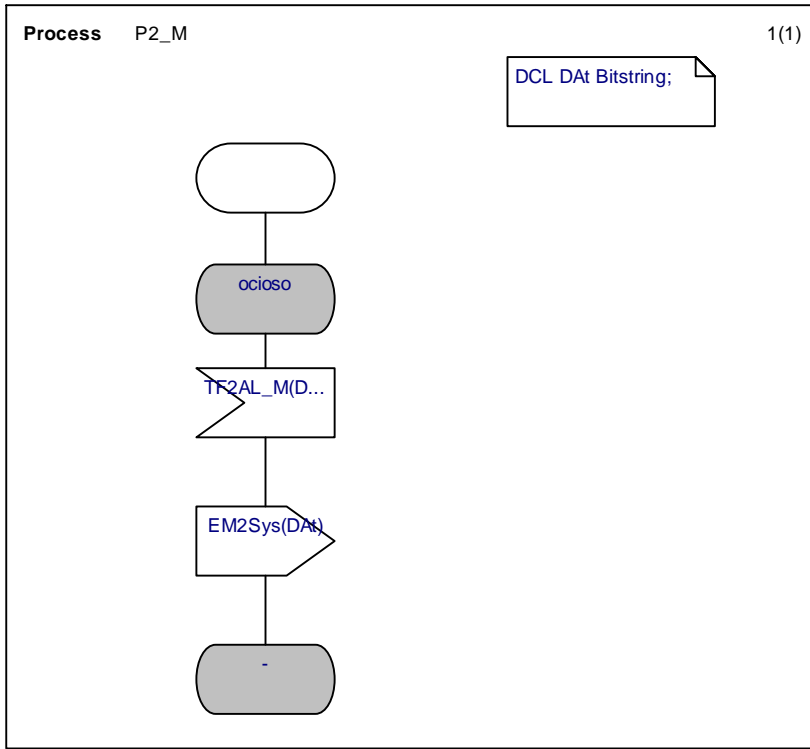 Process P2_M 1(1)
DCL DAt Bitstring;
ocioso
TF2AL_M(D...
EM2Sys(DAt)
-